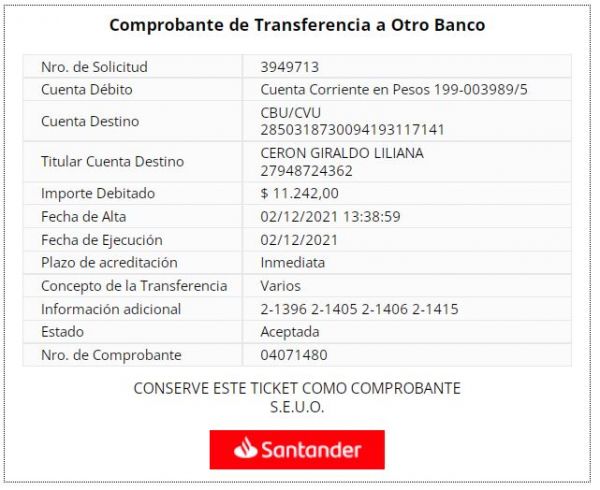 Comprobante de Transferencia a Otro Banco
Nro. de Solicitud 3949713
Cuenta Débito Cuenta Corriente en Pesos 199-003989/5
Cuenta Destino CBU/CVU
2850318730094193117141
Titular Cuenta Destino CERON GIRALDO LILIANA
27948724362
Importe Debitado $ 11.242,00
Fecha de Alta 02/12/2021 13:38:59
Fecha de Ejecución 02/12/2021
Plazo de acreditación Inmediata
Concepto de la Transferencia Varios
Información adicional 2-1396 2-1405 2-1406 2-1415
Estado Aceptada
Nro. de Comprobante 04071480
CONSERVE ESTE TICKET COMO COMPROBANTE
S.E.U.O.
Santander